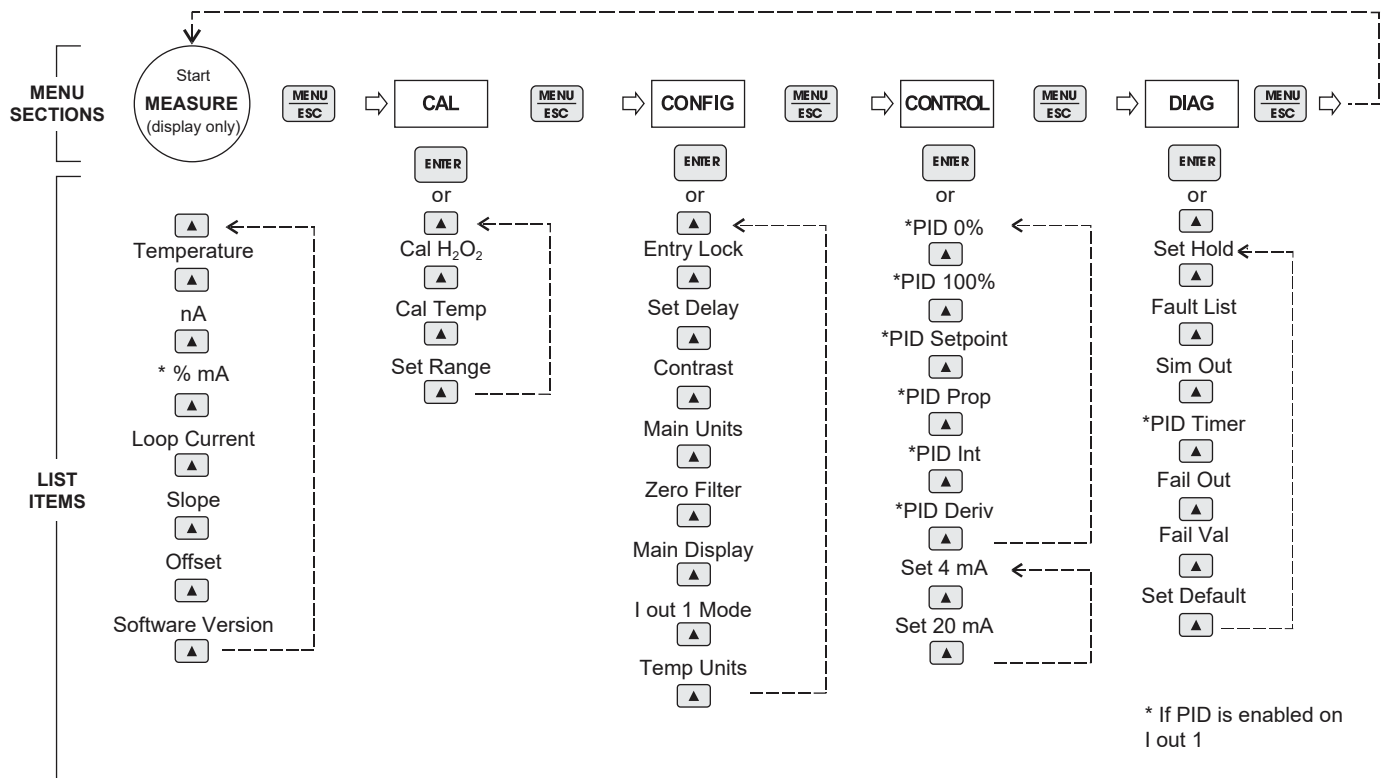 MENU
SECTIONS
Start
MEASURE
(display only)
MENU
ESC
CAL
MENU
ESC
CONFIG
MENU
ESC
CONTROL
MENU
ESC
DIAG
MENU
ESC
LIST
ITEMS
Temperature
nA
* % mA
Loop Current
Slope
Offset
Software Version
ENTER
or
Cal H₂O₂
Cal Temp
Set Range
ENTER
or
Entry Lock
Set Delay
Contrast
Main Units
Zero Filter
Main Display
I out 1 Mode
Temp Units
ENTER
or
*PID 0%
*PID 100%
*PID Setpoint
*PID Prop
*PID Int
*PID Deriv
Set 4 mA
Set 20 mA
ENTER
or
Set Hold
Fault List
Sim Out
*PID Timer
Fail Out
Fail Val
Set Default
* If PID is enabled on
I out 1